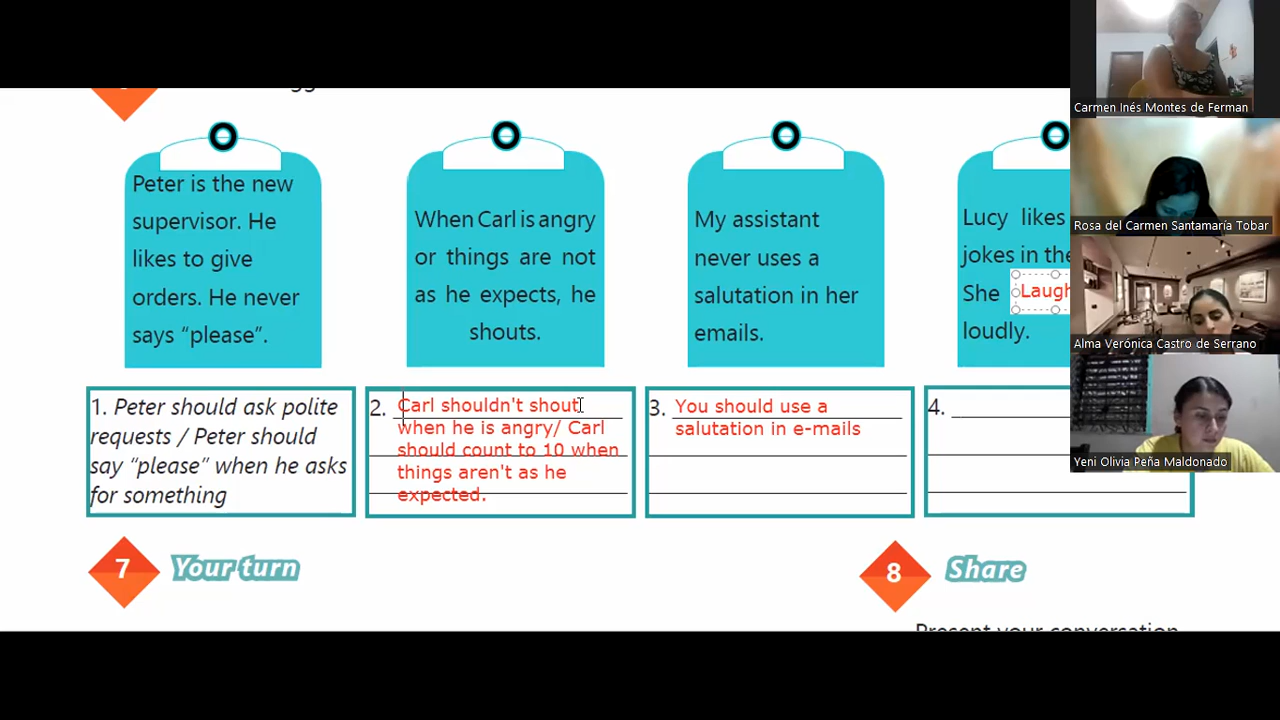 Peter is the new
supervisor. He
likes to give
orders. He never
says “please”.
When Carl is angry
or things are not
as he expects, he
shouts.
My assistant
never uses a
salutation in her
emails.
Lucy likes
jokes in the
She Laugh
loudly.
1. Peter should ask polite
requests / Peter should
say “please” when he asks
for something
2. Carl shouldn't shout
when he is angry/ Carl
should count to 10 when
things aren't as he
expected.
3. You should use a
salutation in e-mails
4.
7 Your turn
8 Share
Present your conversation
Carmen Inés Montes de Ferman
Rosa del Carmen Santamaría Tobar
Alma Verónica Castro de Serrano
Yeni Olivia Peña Maldonado